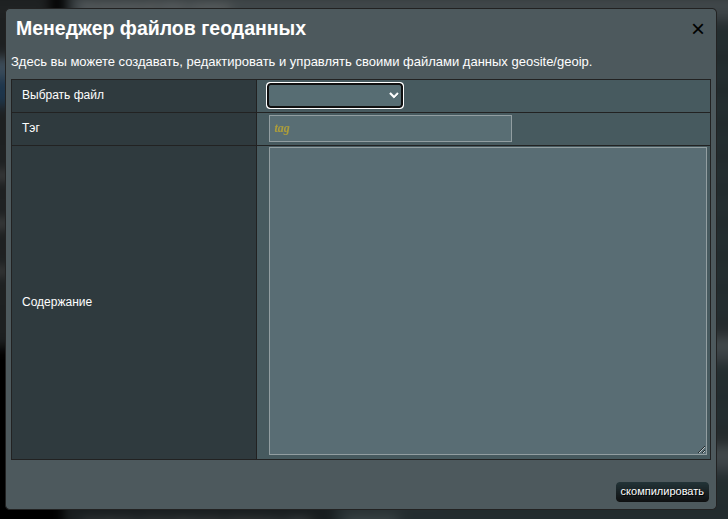 Менеджер файлов геоданных
✕
Здесь вы можете создавать, редактировать и управлять своими файлами данных geosite/geoip.
Выбрать файл
Тэг
tag
Содержание
скомпилировать